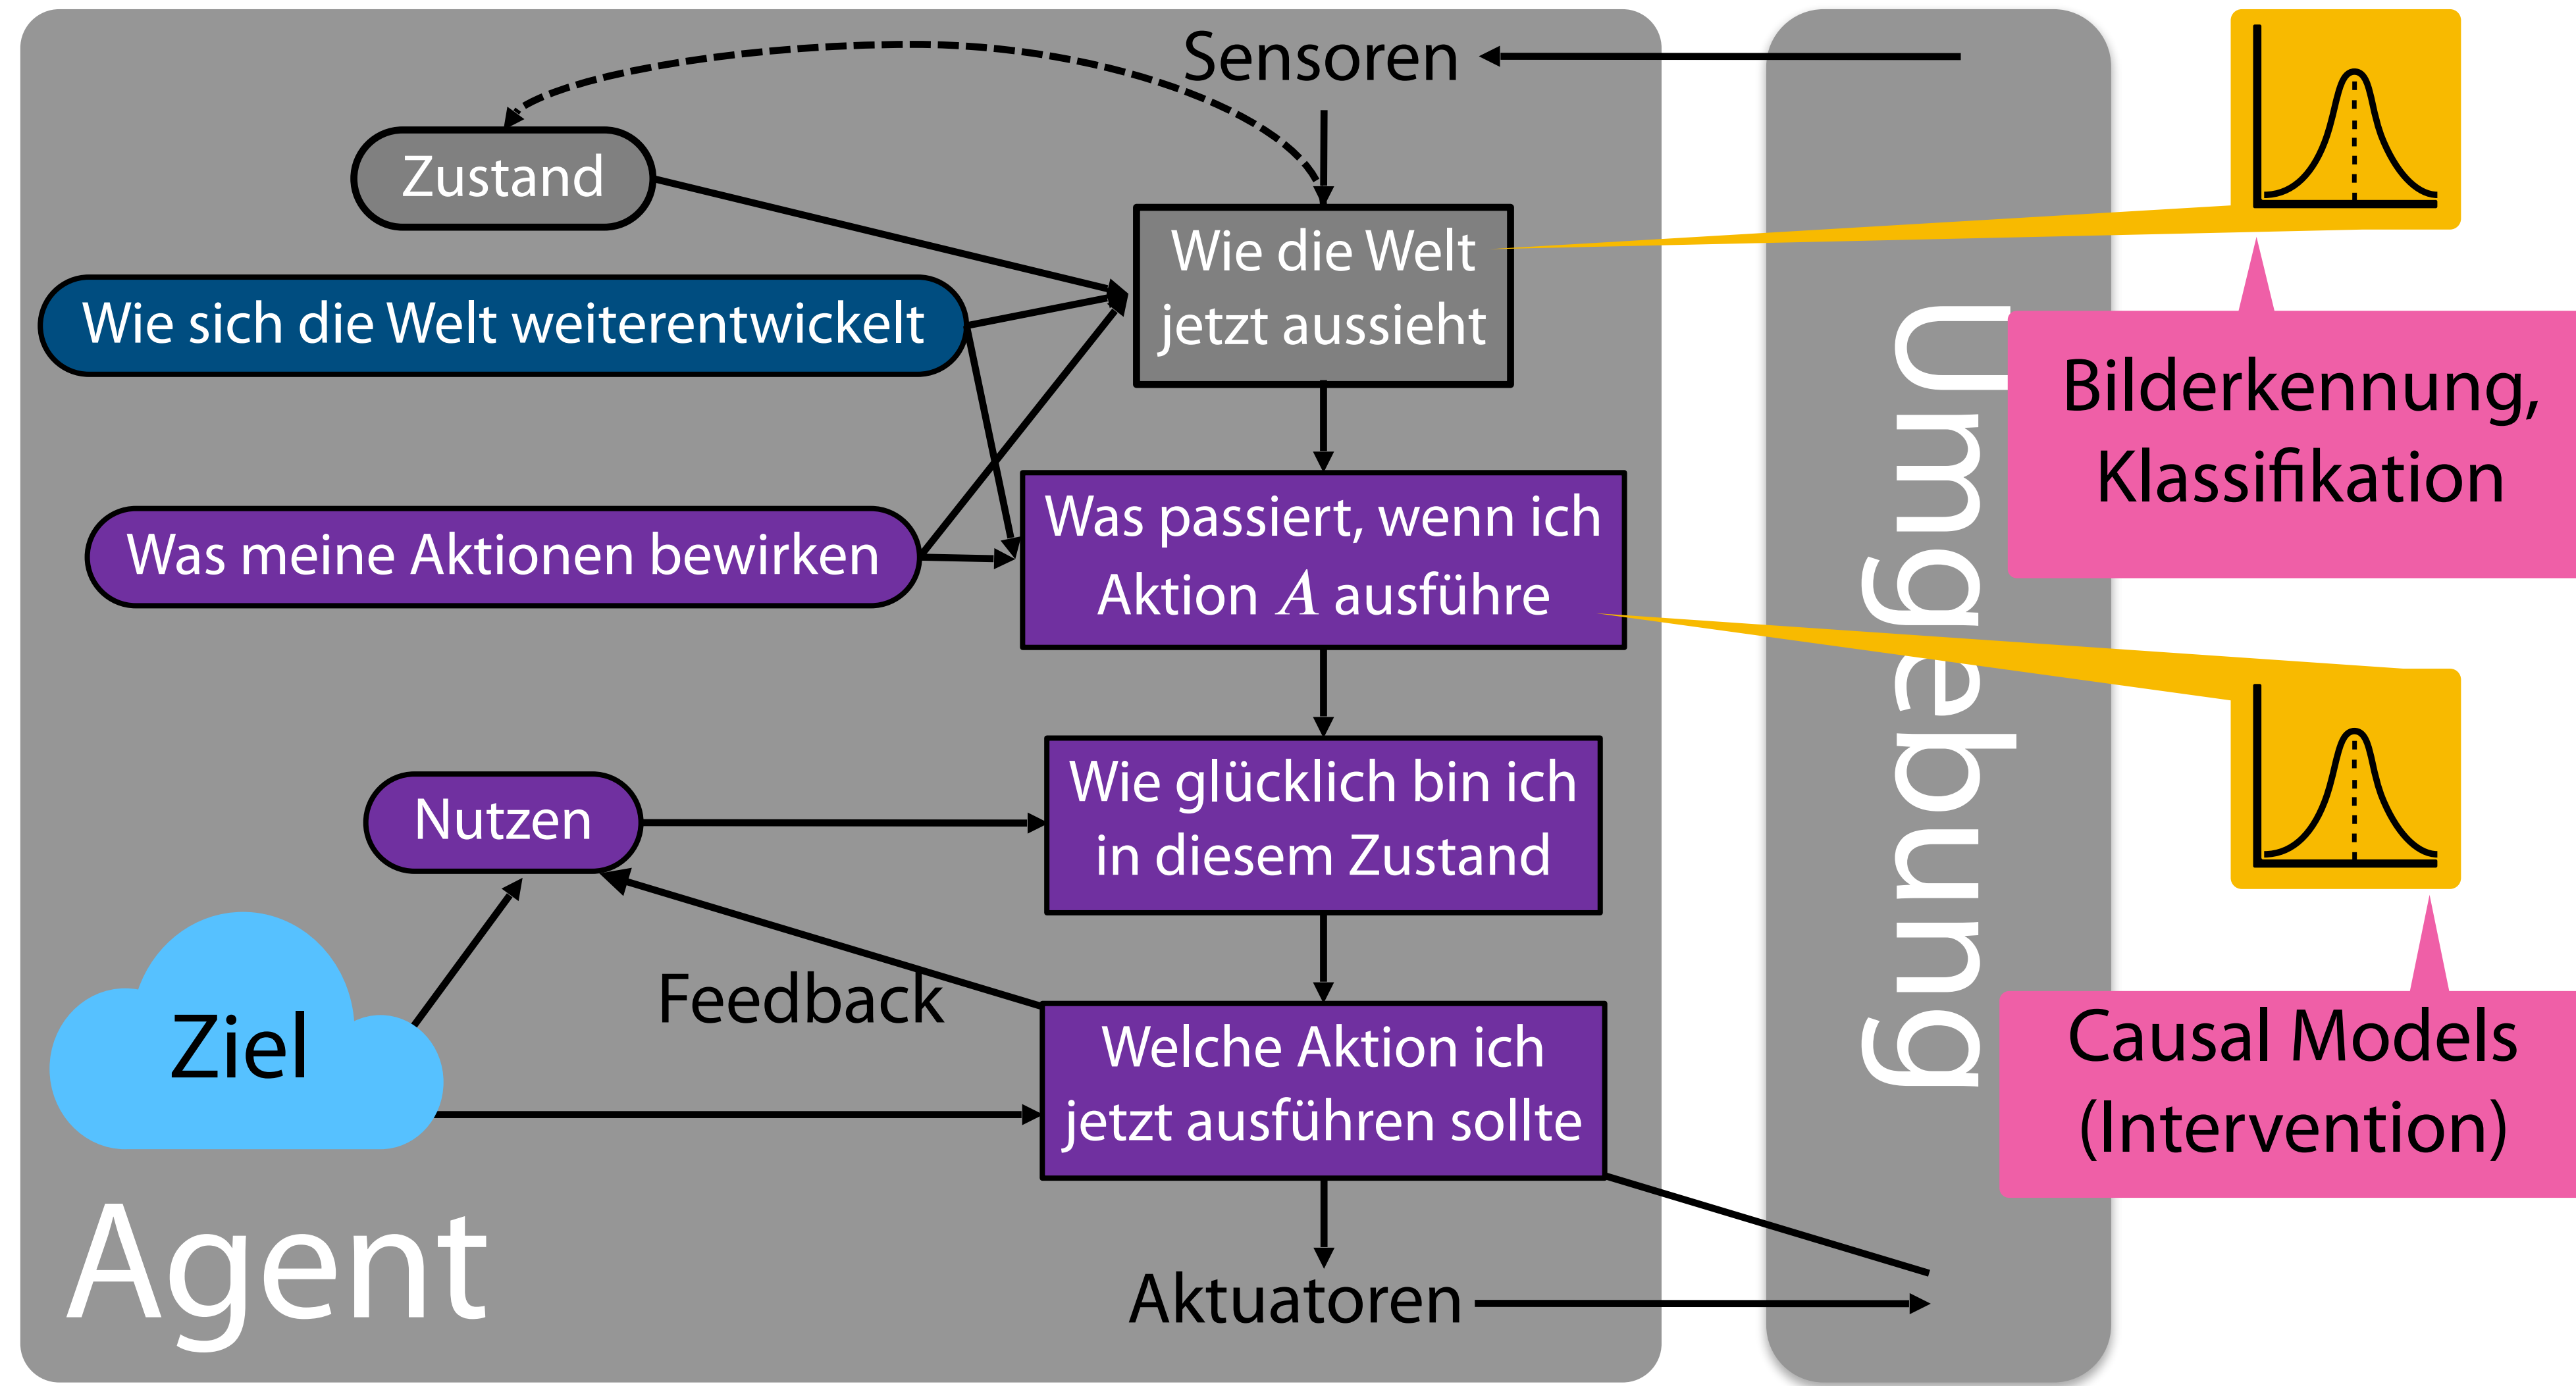 Sensoren
Zustand
Wie die Welt
jetzt aussieht
Wie sich die Welt weiterentwickelt
Was meine Aktionen bewirken
Was passiert, wenn ich
Aktion A ausführe
Nutzen
Wie glücklich bin ich
in diesem Zustand
Feedback
Ziel
Welche Aktion ich
jetzt ausführen sollte
Agent
Aktuatoren
Umgebung
Bilderkennung,
Klassifikation
Causal Models
(Intervention)